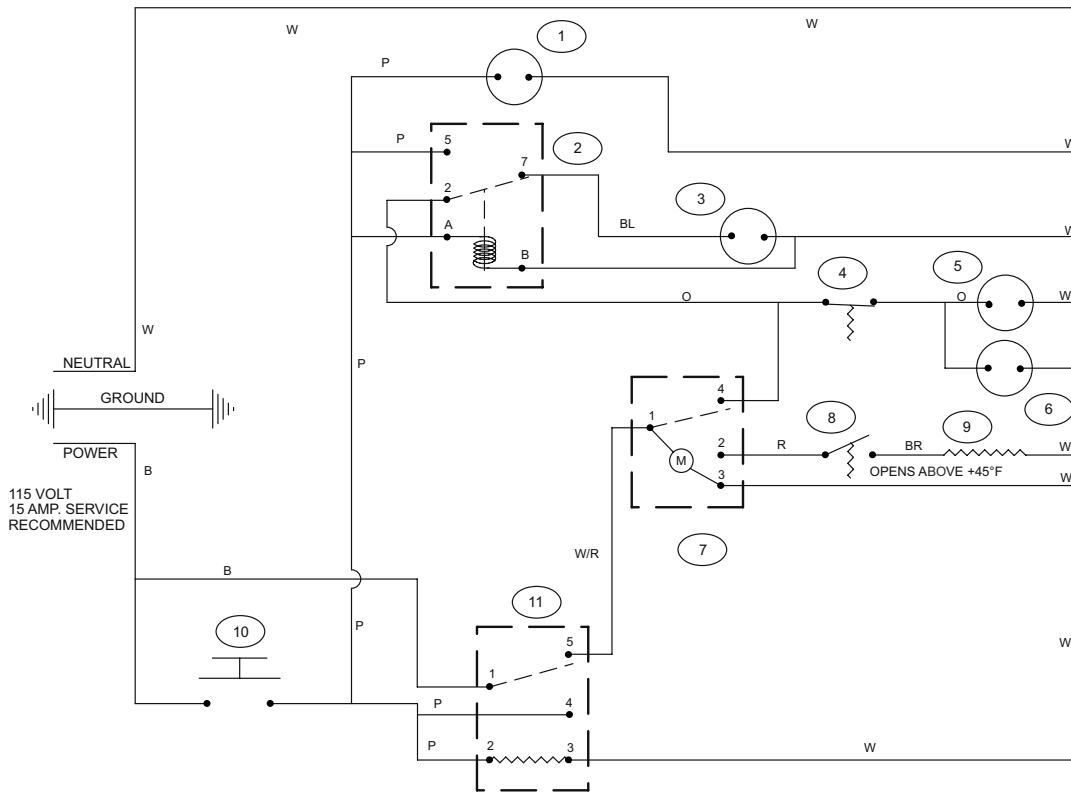 W
W
1
P
P
5
2
7
W
2
3
A
BL
W
B
4
5
O
O
W
W
P
NEUTRAL
GROUND
4
6
1
8
9
POWER
2
R
BR
W
M
B
3
OPENS ABOVE +45°F
W
115 VOLT
15 AMP. SERVICE
RECOMMENDED
7
W/R
B
11
10
P
5
W
1
P
4
P
2
3
W